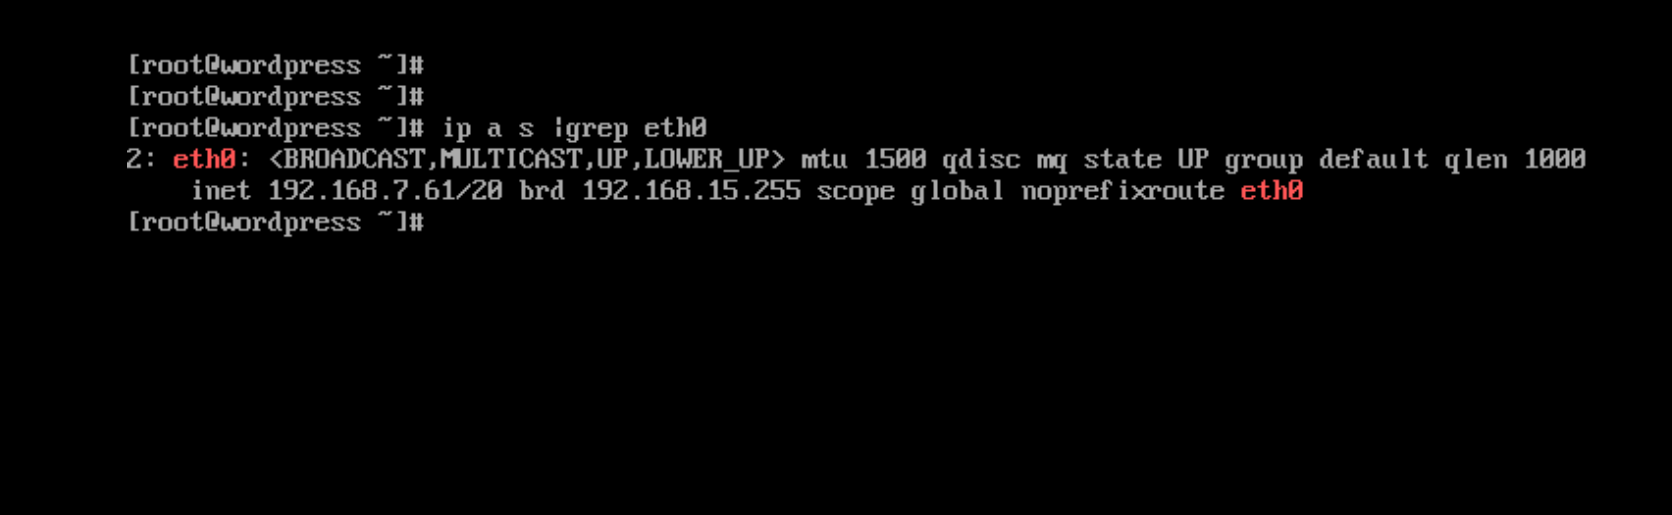 [root@wordpress ~]#
[root@wordpress ~]#
[root@wordpress ~]# ip a s |grep eth0
2: eth0: <BROADCAST,MULTICAST,UP,LOWER_UP> mtu 1500 qdisc mq state UP group default qlen 1000
    inet 192.168.7.61/20 brd 192.168.15.255 scope global noprefixroute eth0
[root@wordpress ~]#